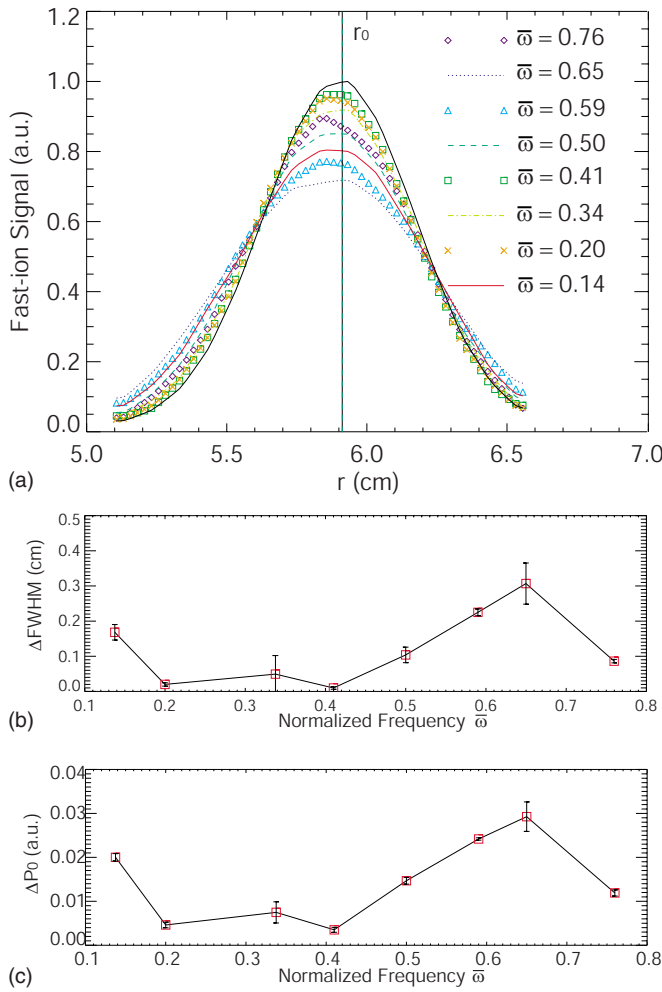 1.2
1.0
0.8
0.6
0.4
0.2
0.0
Fast-ion Signal (a.u.)
r₀
ω̅ = 0.76
ω̅ = 0.65
ω̅ = 0.59
ω̅ = 0.50
ω̅ = 0.41
ω̅ = 0.34
ω̅ = 0.20
ω̅ = 0.14
5.0 5.5 6.0 6.5 7.0
(a) r (cm)
0.5
0.4
0.3
0.2
0.1
0.0
ΔFWHM (cm)
0.1 0.2 0.3 0.4 0.5 0.6 0.7 0.8
(b) Normalized Frequency ω̅
0.04
0.03
0.02
0.01
0.00
ΔP₀ (a.u.)
0.1 0.2 0.3 0.4 0.5 0.6 0.7 0.8
(c) Normalized Frequency ω̅